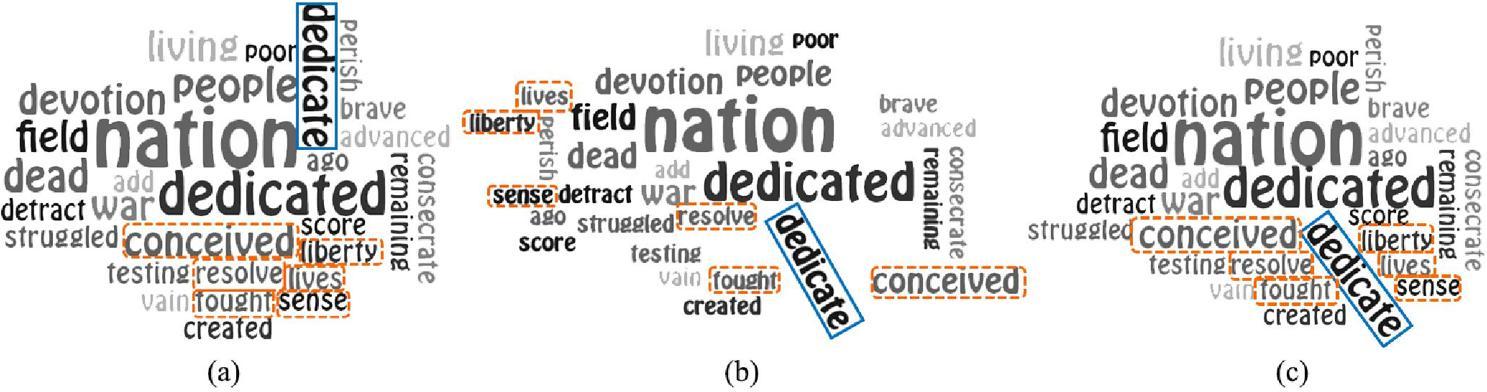 living poor
dedicate
perish
devotion people
brave
field nation
advanced
dead add
ago
remaining
consecrate
detract war dedicated
struggled conceived
score
liberty
testing resolve lives
vain fought sense
created
(a)
living poor
devotion people
lives
liberty
perish
field nation
brave
advanced
dead add
sense detract war dedicated
remaining
consecrate
ago struggled resolve
score
testing
dedicate
vain fought
conceived
created
(b)
living poor
perish
devotion people
brave
field nation
advanced
dead add
ago
remaining
consecrate
detract war dedicated
score
struggled conceived
dedicate
liberty
testing resolve
lives
vain fought
sense
created
(c)